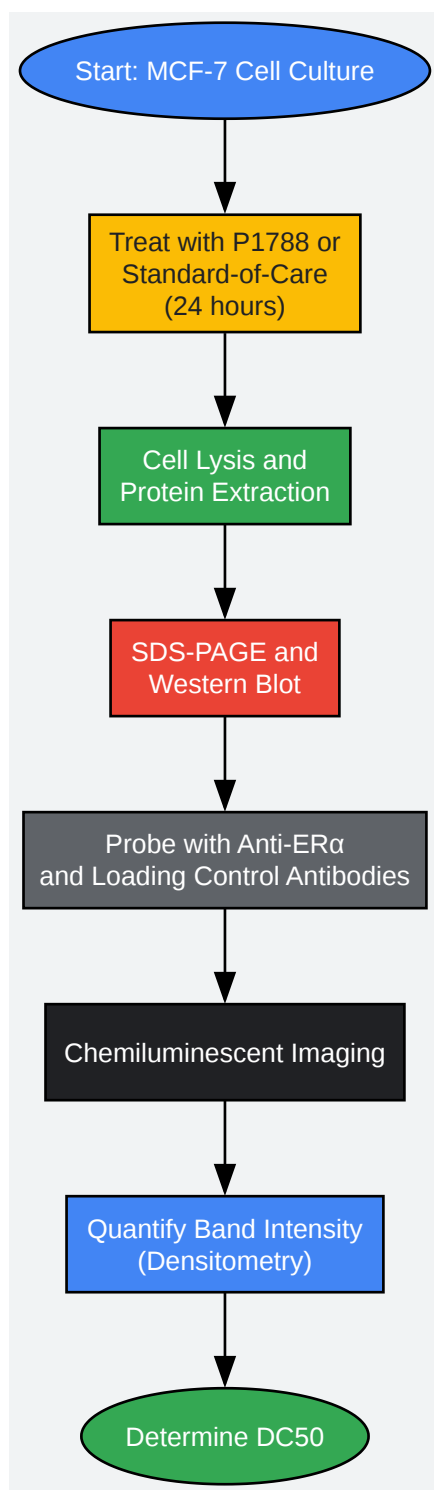 Start: MCF-7 Cell Culture
Treat with P1788 or
Standard-of-Care
(24 hours)
Cell Lysis and
Protein Extraction
SDS-PAGE and
Western Blot
Probe with Anti-ERα
and Loading Control Antibodies
Chemiluminescent Imaging
Quantify Band Intensity
(Densitometry)
Determine DC50